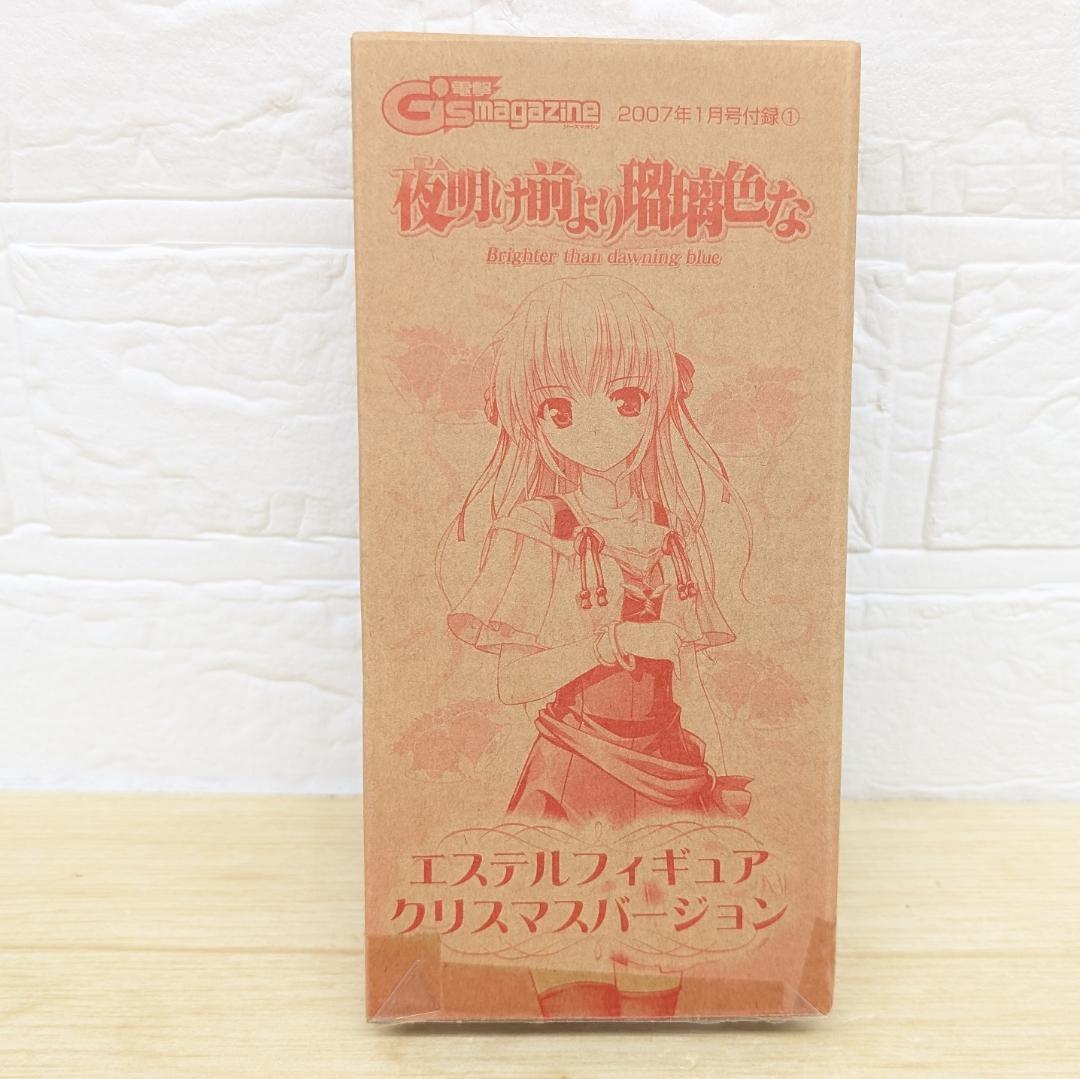 電撃
G'smagazine 2007年1月号付録①
ジーズマガジン
夜明け前より瑠璃色な
Brighter than dawning blue
エステルフィギュア
クリスマスバージョン